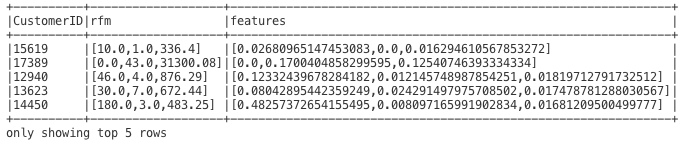 +----------+-------------------+---------------------------------------------------------------+
|CustomerID|rfm                |features                                                       |
+----------+-------------------+---------------------------------------------------------------+
|15619     |[10.0,1.0,336.4]   |[0.02680965147453083,0.0,0.016294610567853272]                 |
|17389     |[0.0,43.0,31300.08]|[0.0,0.1700404858299595,0.12540746393334334]                   |
|12940     |[46.0,4.0,876.29]  |[0.12332439678284182,0.012145748987854251,0.01819712791732512] |
|13623     |[30.0,7.0,672.44]  |[0.08042895442359249,0.024291497975708502,0.017478781288030567]|
|14450     |[180.0,3.0,483.25] |[0.48257372654155495,0.008097165991902834,0.01681209500499777] |
+----------+-------------------+---------------------------------------------------------------+
only showing top 5 rows